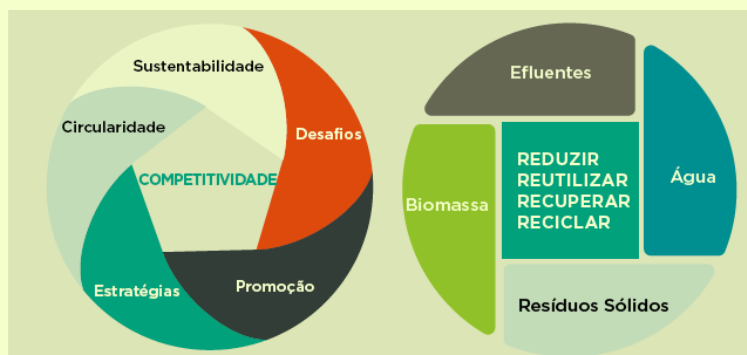 Sustentabilidade
Circularidade
Desafios
COMPETITIVIDADE
Estratégias
Promoção
Efluentes
Água
Biomassa
REDUZIR
REUTILIZAR
RECUPERAR
RECICLAR
Resíduos Sólidos